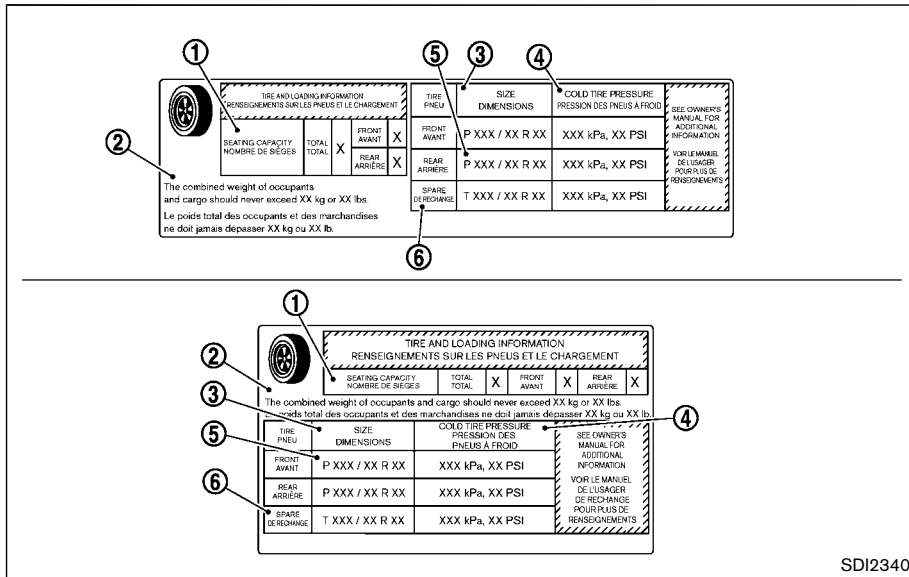 ① ⑤ ③ ④
TIRE AND LOADING INFORMATION
RENSEIGNEMENTS SUR LES PNEUS ET LE CHARGEMENT
SEATING CAPACITY
NOMBRE DE SIÈGES
TOTAL
TOTAL
X
FRONT
AVANT
X
REAR
ARRIÈRE
X
②
The combined weight of occupants
and cargo should never exceed XX kg or XX lbs.
Le poids total des occupants et des marchandises
ne doit jamais dépasser XX kg ou XX lb.
TIRE
PNEU
SIZE
DIMENSIONS
COLD TIRE PRESSURE
PRESSION DES PNEUS À FROID
FRONT
AVANT
P XXX / XX R XX
XXX kPa, XX PSI
REAR
ARRIÈRE
P XXX / XX R XX
XXX kPa, XX PSI
SPARE
DE RECHANGE
T XXX / XX R XX
XXX kPa, XX PSI
SEE OWNER'S
MANUAL FOR
ADDITIONAL
INFORMATION
VOIR LE MANUEL
DE L'USAGER
POUR PLUS DE
RENSEIGNEMENTS
⑥
①
TIRE AND LOADING INFORMATION
RENSEIGNEMENTS SUR LES PNEUS ET LE CHARGEMENT
SEATING CAPACITY
NOMBRE DE SIÈGES
TOTAL
TOTAL
X
FRONT
AVANT
X
REAR
ARRIÈRE
X
②
The combined weight of occupants and cargo should never exceed XX kg or XX lbs.
Le poids total des occupants et des marchandises ne doit jamais dépasser XX kg ou XX lb.
③
④
TIRE
PNEU
SIZE
DIMENSIONS
COLD TIRE PRESSURE
PRESSION DES
PNEUS À FROID
⑤
FRONT
AVANT
P XXX / XX R XX
XXX kPa, XX PSI
REAR
ARRIÈRE
P XXX / XX R XX
XXX kPa, XX PSI
⑥
SPARE
DE RECHANGE
T XXX / XX R XX
XXX kPa, XX PSI
SEE OWNER'S
MANUAL FOR
ADDITIONAL
INFORMATION
VOIR LE MANUEL
DE L'USAGER
DE RECHANGE
POUR PLUS DE
RENSEIGNEMENTS
SDI2340